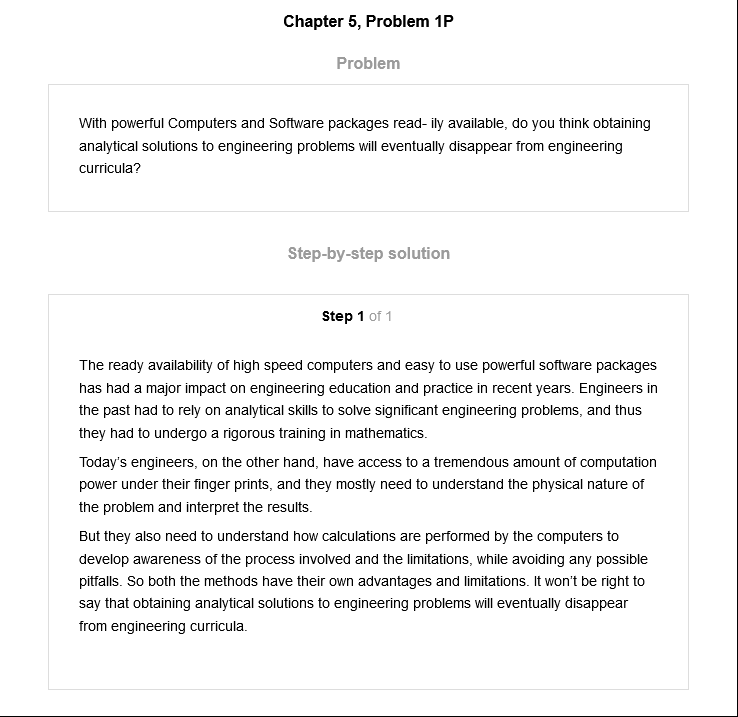 Chapter 5, Problem 1P
Problem
With powerful Computers and Software packages read- ily available, do you think obtaining
analytical solutions to engineering problems will eventually disappear from engineering
curricula?
Step-by-step solution
Step 1 of 1
The ready availability of high speed computers and easy to use powerful software packages
has had a major impact on engineering education and practice in recent years. Engineers in
the past had to rely on analytical skills to solve significant engineering problems, and thus
they had to undergo a rigorous training in mathematics.
Today's engineers, on the other hand, have access to a tremendous amount of computation
power under their finger prints, and they mostly need to understand the physical nature of
the problem and interpret the results.
But they also need to understand how calculations are performed by the computers to
develop awareness of the process involved and the limitations, while avoiding any possible
pitfalls. So both the methods have their own advantages and limitations. It won't be right to
say that obtaining analytical solutions to engineering problems will eventually disappear
from engineering curricula.